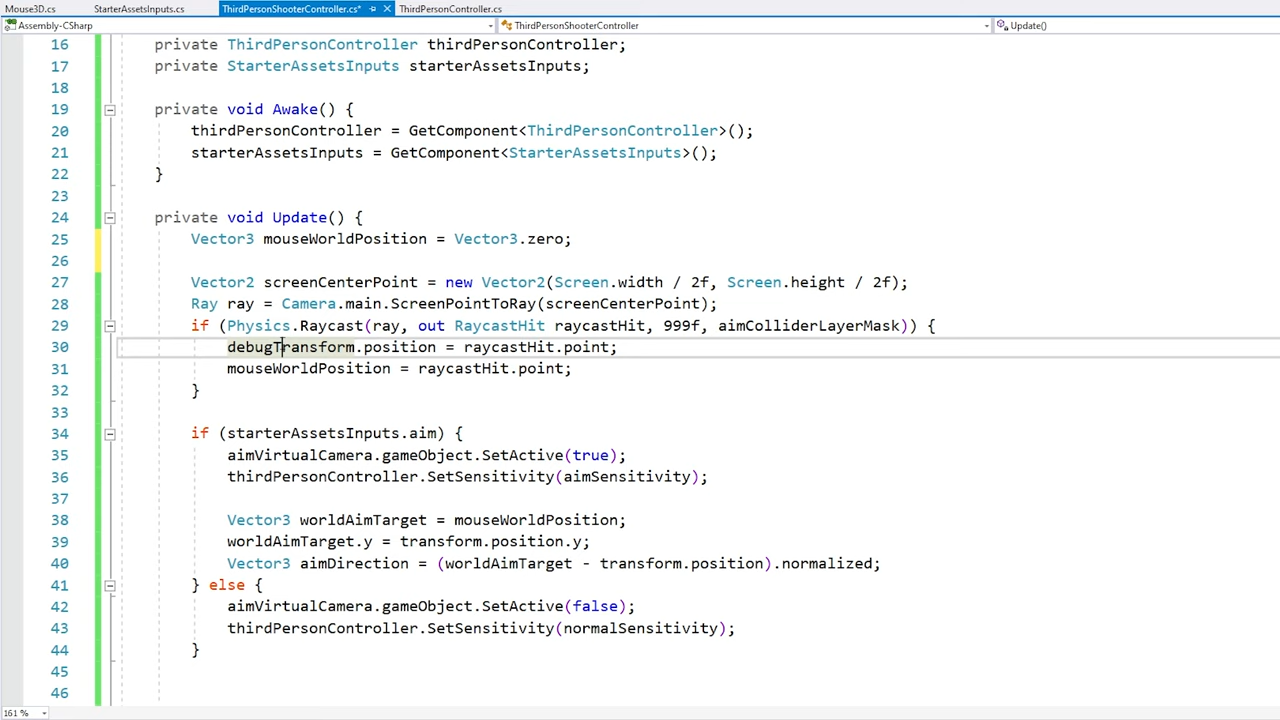 Mouse3D.cs StarterAssetsInputs.cs ThirdPersonShooterController.cs* ThirdPersonController.cs
Assembly-CSharp ThirdPersonShooterController Update()
16 private ThirdPersonController thirdPersonController;
17 private StarterAssetsInputs starterAssetsInputs;
18
19 private void Awake() {
20 thirdPersonController = GetComponent<ThirdPersonController>();
21 starterAssetsInputs = GetComponent<StarterAssetsInputs>();
22 }
23
24 private void Update() {
25 Vector3 mouseWorldPosition = Vector3.zero;
26
27 Vector2 screenCenterPoint = new Vector2(Screen.width / 2f, Screen.height / 2f);
28 Ray ray = Camera.main.ScreenPointToRay(screenCenterPoint);
29 if (Physics.Raycast(ray, out RaycastHit raycastHit, 999f, aimColliderLayerMask)) {
30 debugTransform.position = raycastHit.point;
31 mouseWorldPosition = raycastHit.point;
32 }
33
34 if (starterAssetsInputs.aim) {
35 aimVirtualCamera.gameObject.SetActive(true);
36 thirdPersonController.SetSensitivity(aimSensitivity);
37
38 Vector3 worldAimTarget = mouseWorldPosition;
39 worldAimTarget.y = transform.position.y;
40 Vector3 aimDirection = (worldAimTarget - transform.position).normalized;
41 } else {
42 aimVirtualCamera.gameObject.SetActive(false);
43 thirdPersonController.SetSensitivity(normalSensitivity);
44 }
45
46
161 %